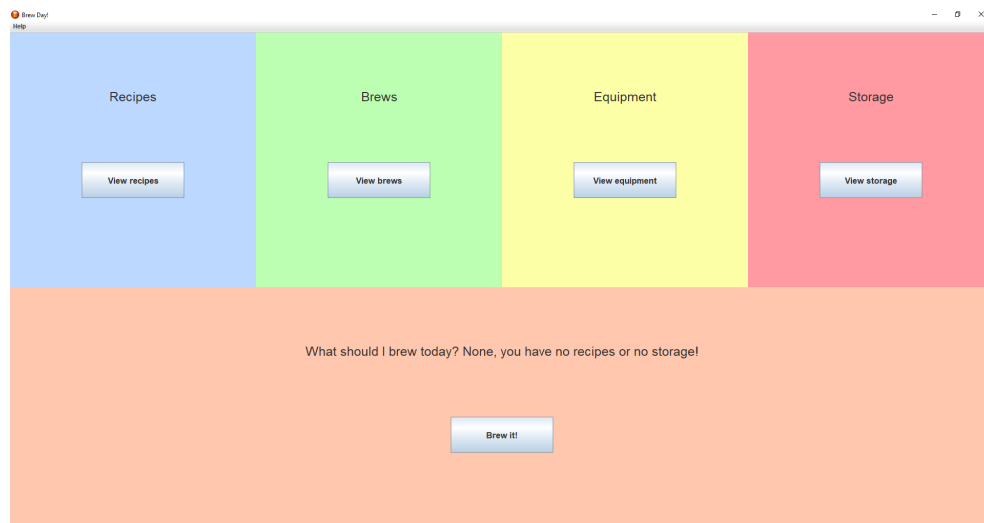 Brew Day!
Help
Recipes
Brews
Equipment
Storage
View recipes
View brews
View equipment
View storage
What should I brew today? None, you have no recipes or no storage!
Brew it!